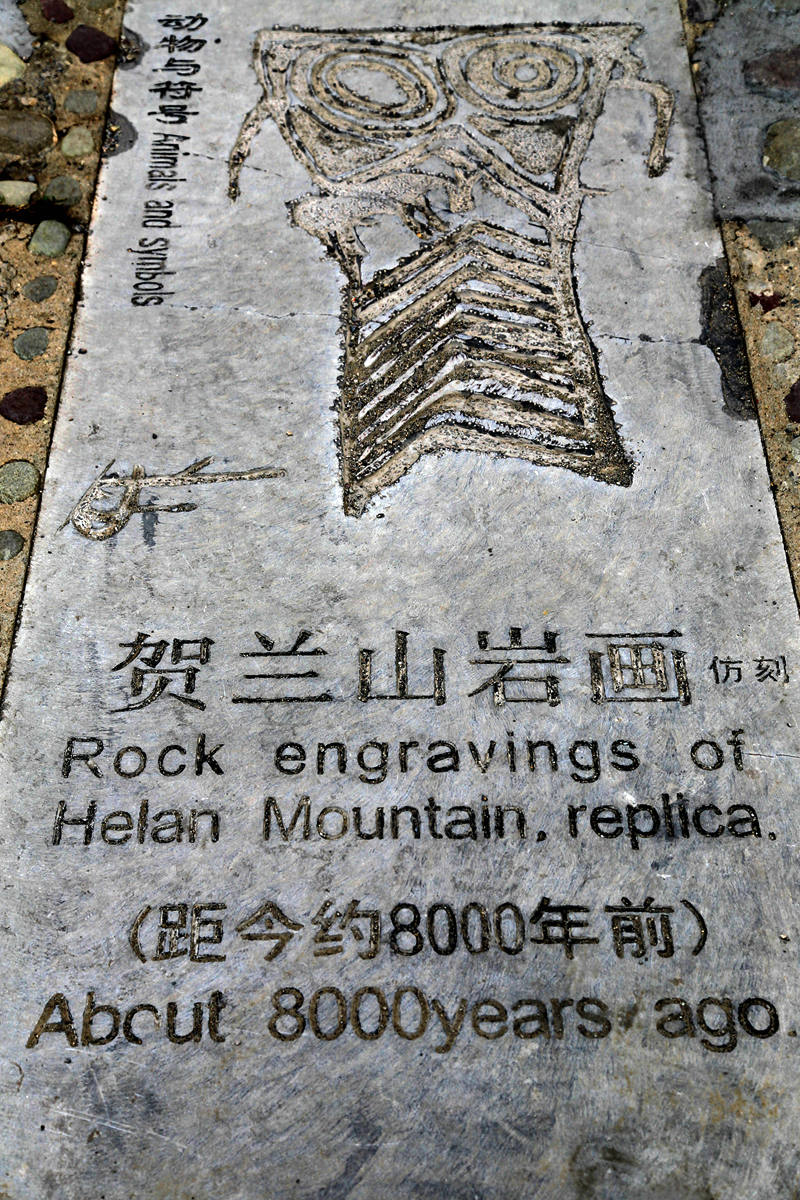 动物与符号 Animals and symbols
贺兰山岩画 仿刻
Rock engravings of
Helan Mountain, replica.
（距今约8000年前）
About 8000years ago.